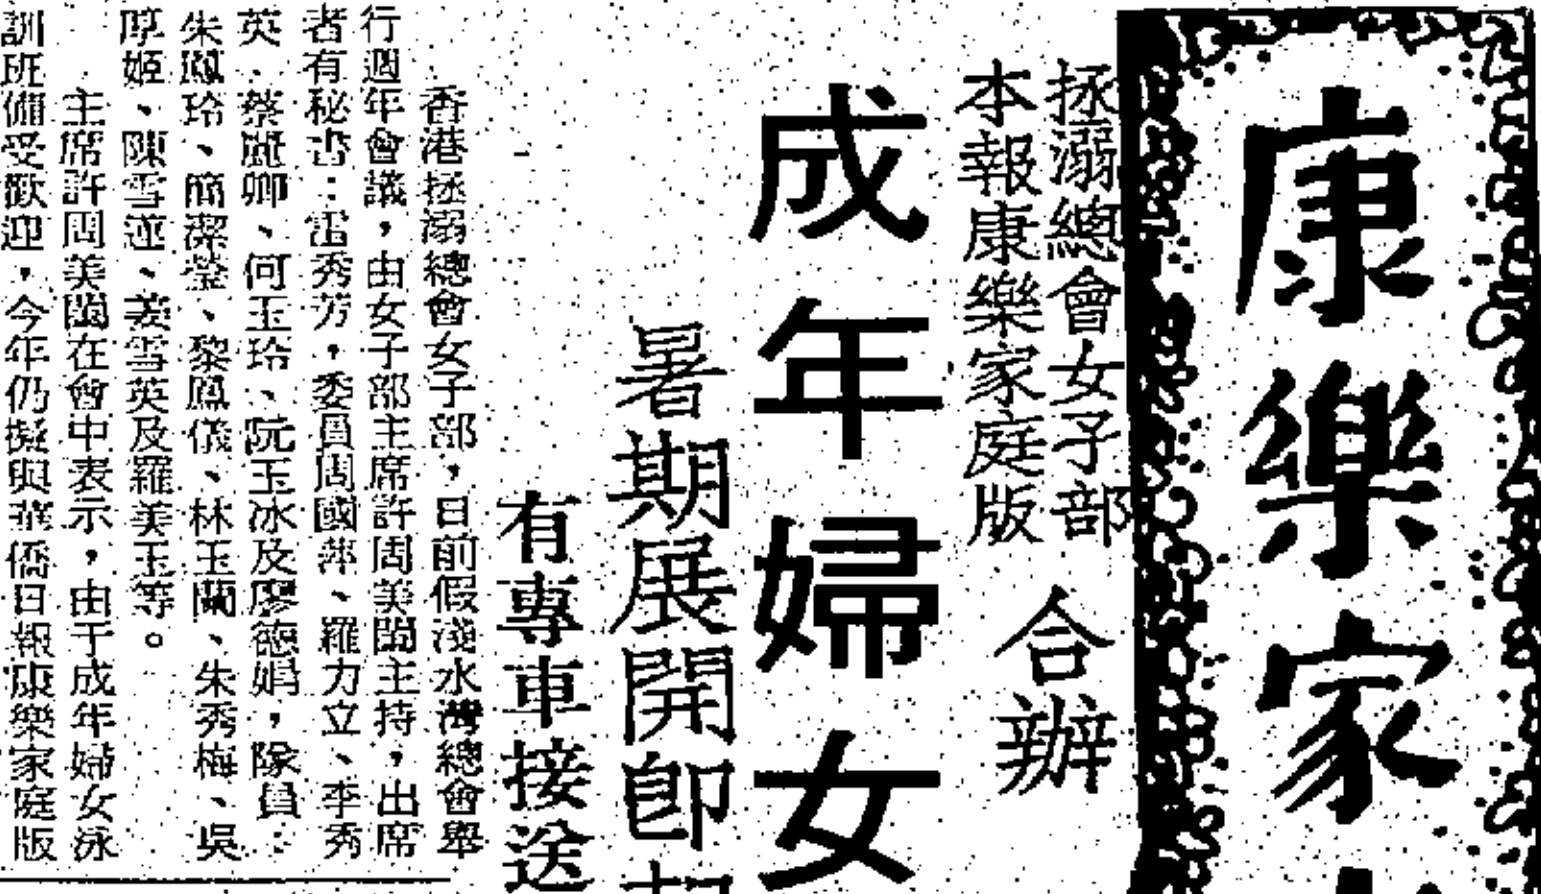 康樂家
拯溺總會女子部
本報康樂家庭版
合辦
成年婦女
暑期展開即
有專車接送
香港拯溺總會女子部，日前假淺水灣總會舉
行週年會議，由女子部主席許周美閣主持，出席
者有秘書：雷秀芳，委員周國萍、羅力立、李秀
英、蔡麗卿、何玉玲、阮玉冰及廖德娟，隊員：
朱鳳玲、簡潔瑩、黎鳳儀、林玉蘭、朱秀梅、吳
厚姬、陳雪蓮、姜雪英及羅美玉等。
主席許周美閣在會中表示，由于成年婦女泳
訓班備受歡迎，今年仍擬與華僑日報康樂家庭版